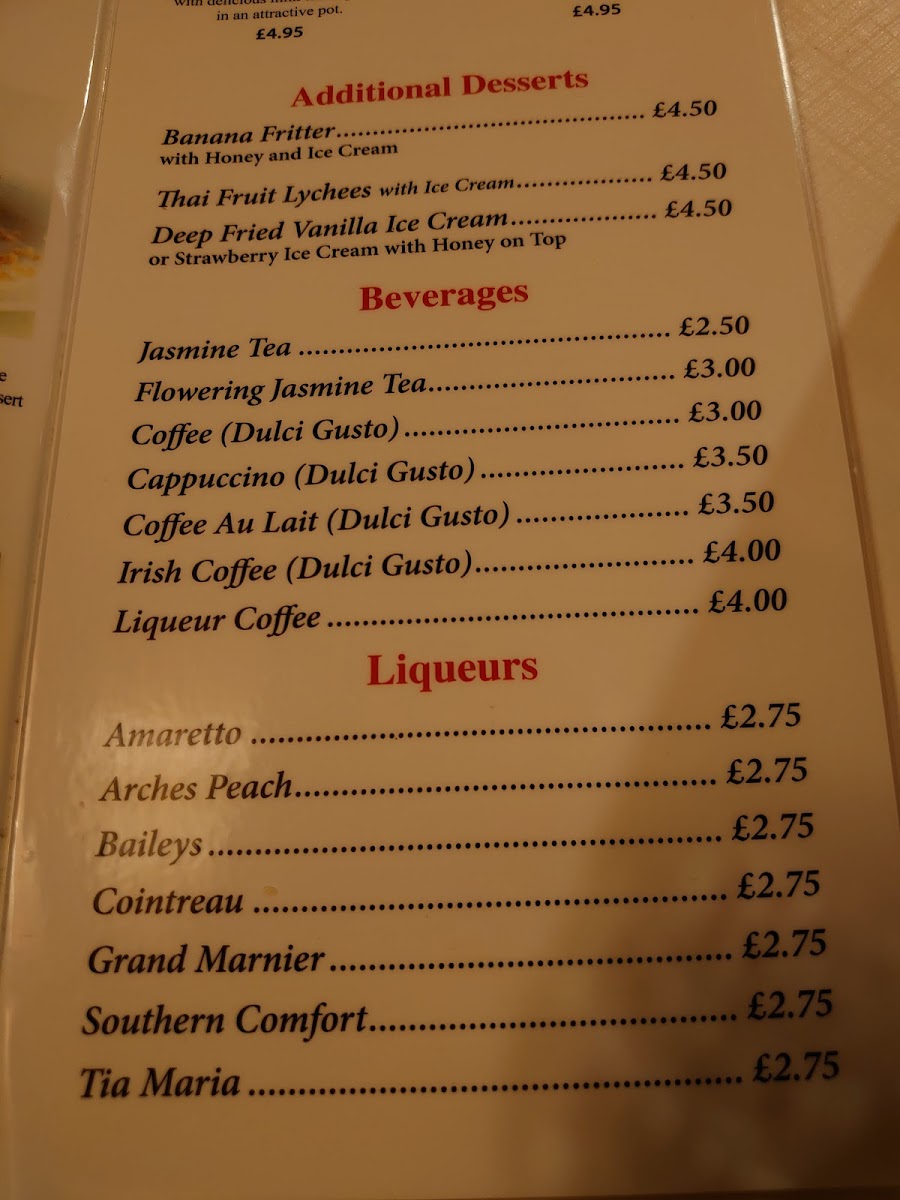 with delicious
in an attractive pot.
£4.95
£4.95
Additional Desserts
Banana Fritter..................................................... £4.50
with Honey and Ice Cream
Thai Fruit Lychees with Ice Cream...................... £4.50
Deep Fried Vanilla Ice Cream...................... £4.50
or Strawberry Ice Cream with Honey on Top
Beverages
Jasmine Tea ................................................ £2.50
Flowering Jasmine Tea................................ £3.00
Coffee (Dulci Gusto) ................................... £3.00
Cappuccino (Dulci Gusto) .......................... £3.50
Coffee Au Lait (Dulci Gusto) ...................... £3.50
Irish Coffee (Dulci Gusto)........................... £4.00
Liqueur Coffee ............................................ £4.00
Liqueurs
Amaretto ..................................................... £2.75
Arches Peach................................................ £2.75
Baileys .......................................................... £2.75
Cointreau ..................................................... £2.75
Grand Marnier ............................................ £2.75
Southern Comfort........................................ £2.75
Tia Maria ..................................................... £2.75
e
sert